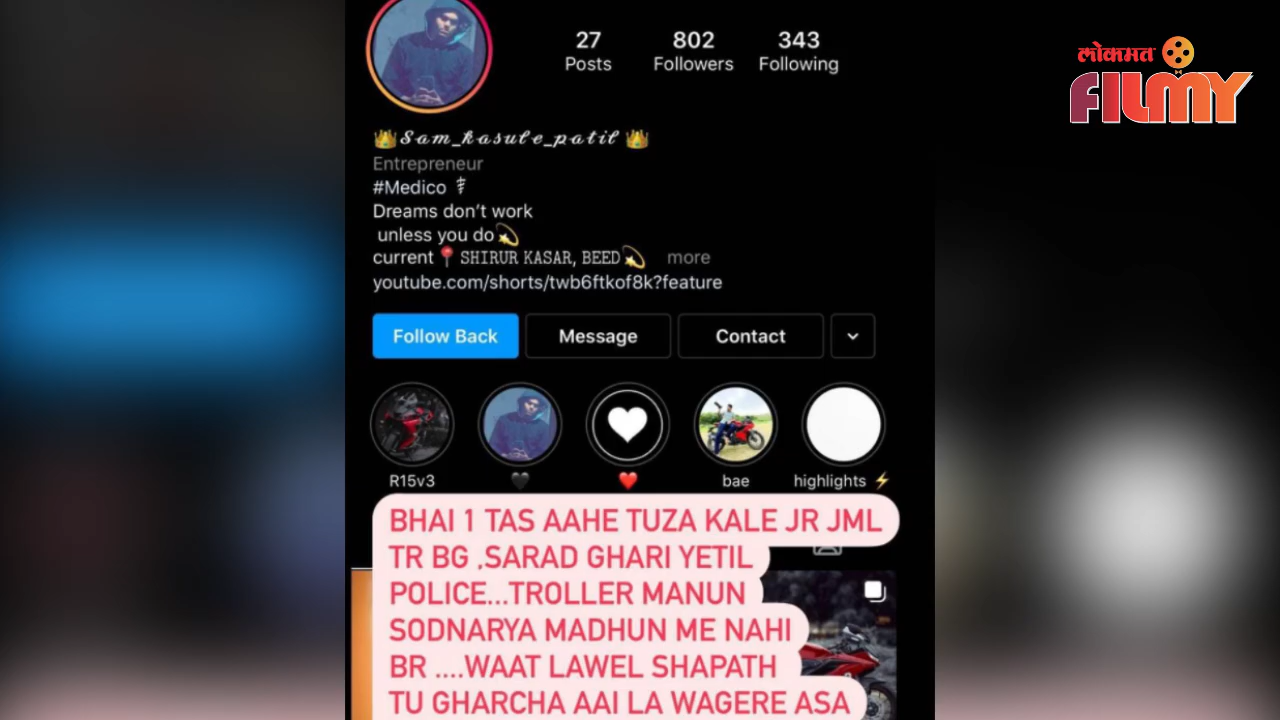 27 802 343
Posts Followers Following
लोकमत
FILMY
👑 Sam_kasule_patil 👑
Entrepreneur
#Medico ⚕
Dreams don't work
unless you do💫
current📍SHIRUR KASAR, BEED💫 more
youtube.com/shorts/twb6ftkof8k?feature
Follow Back Message Contact
R15v3 🖤 ❤️ bae highlights ⚡
BHAI 1 TAS AAHE TUZA KALE JR JML
TR BG ,SARAD GHARI YETIL
POLICE...TROLLER MANUN
SODNARYA MADHUN ME NAHI
BR ....WAAT LAWEL SHAPATH
TU GHARCHA AAI LA WAGERE ASA